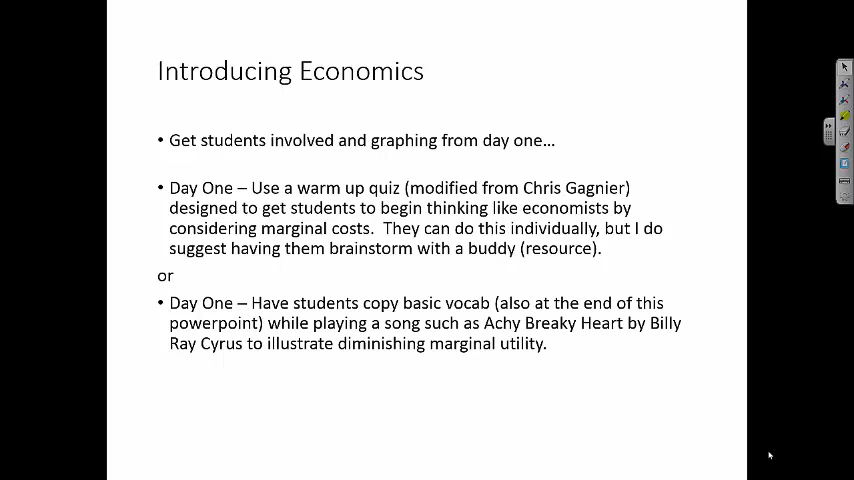 Introducing Economics
• Get students involved and graphing from day one…
• Day One – Use a warm up quiz (modified from Chris Gagnier)
designed to get students to begin thinking like economists by
considering marginal costs.  They can do this individually, but I do
suggest having them brainstorm with a buddy (resource).
or
• Day One – Have students copy basic vocab (also at the end of this
powerpoint) while playing a song such as Achy Breaky Heart by Billy
Ray Cyrus to illustrate diminishing marginal utility.